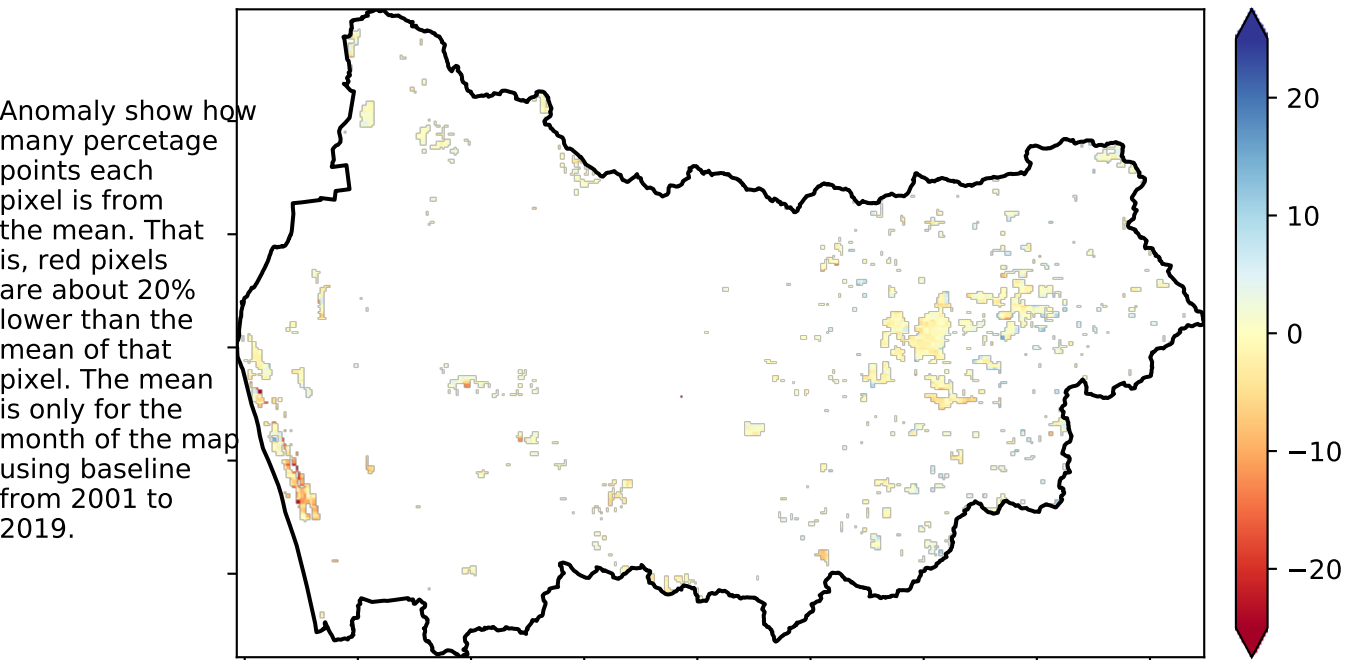 Anomaly show how
many percetage
points each
pixel is from
the mean. That
is, red pixels
are about 20%
lower than the
mean of that
pixel. The mean
is only for the
month of the map
using baseline
from 2001 to
2019.
20
10
0
−10
−20